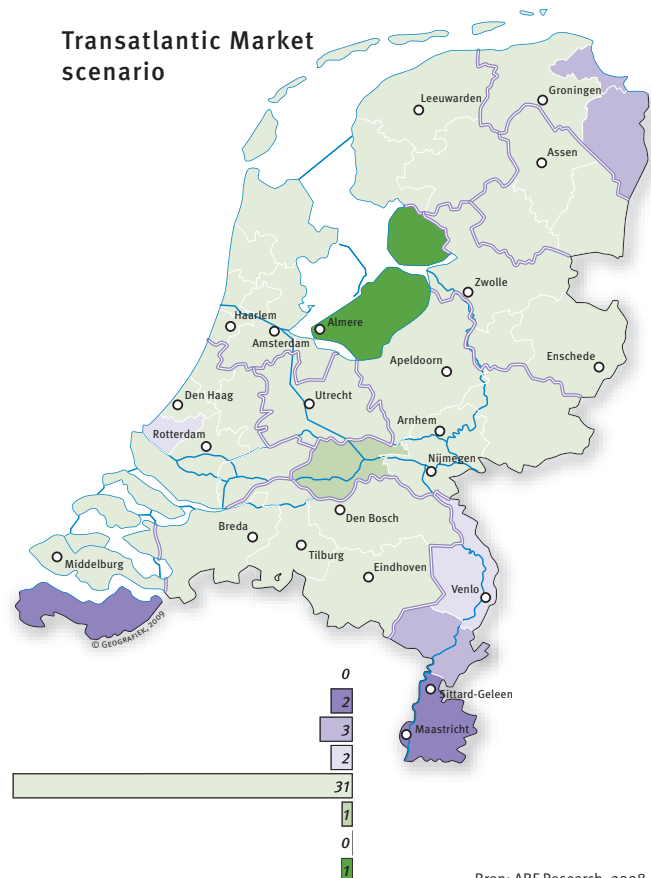 Transatlantic Market
scenario
Groningen
Leeuwarden
Assen
Zwolle
Haarlem
Almere
Amsterdam
Enschede
Apeldoorn
Den Haag
Utrecht
Arnhem
Rotterdam
Nijmegen
Den Bosch
Breda
Tilburg
Middelburg
Eindhoven
Venlo
© GEOGRAFIEK, 2009
0
Sittard-Geleen
2
3
Maastricht
2
31
1
0
1